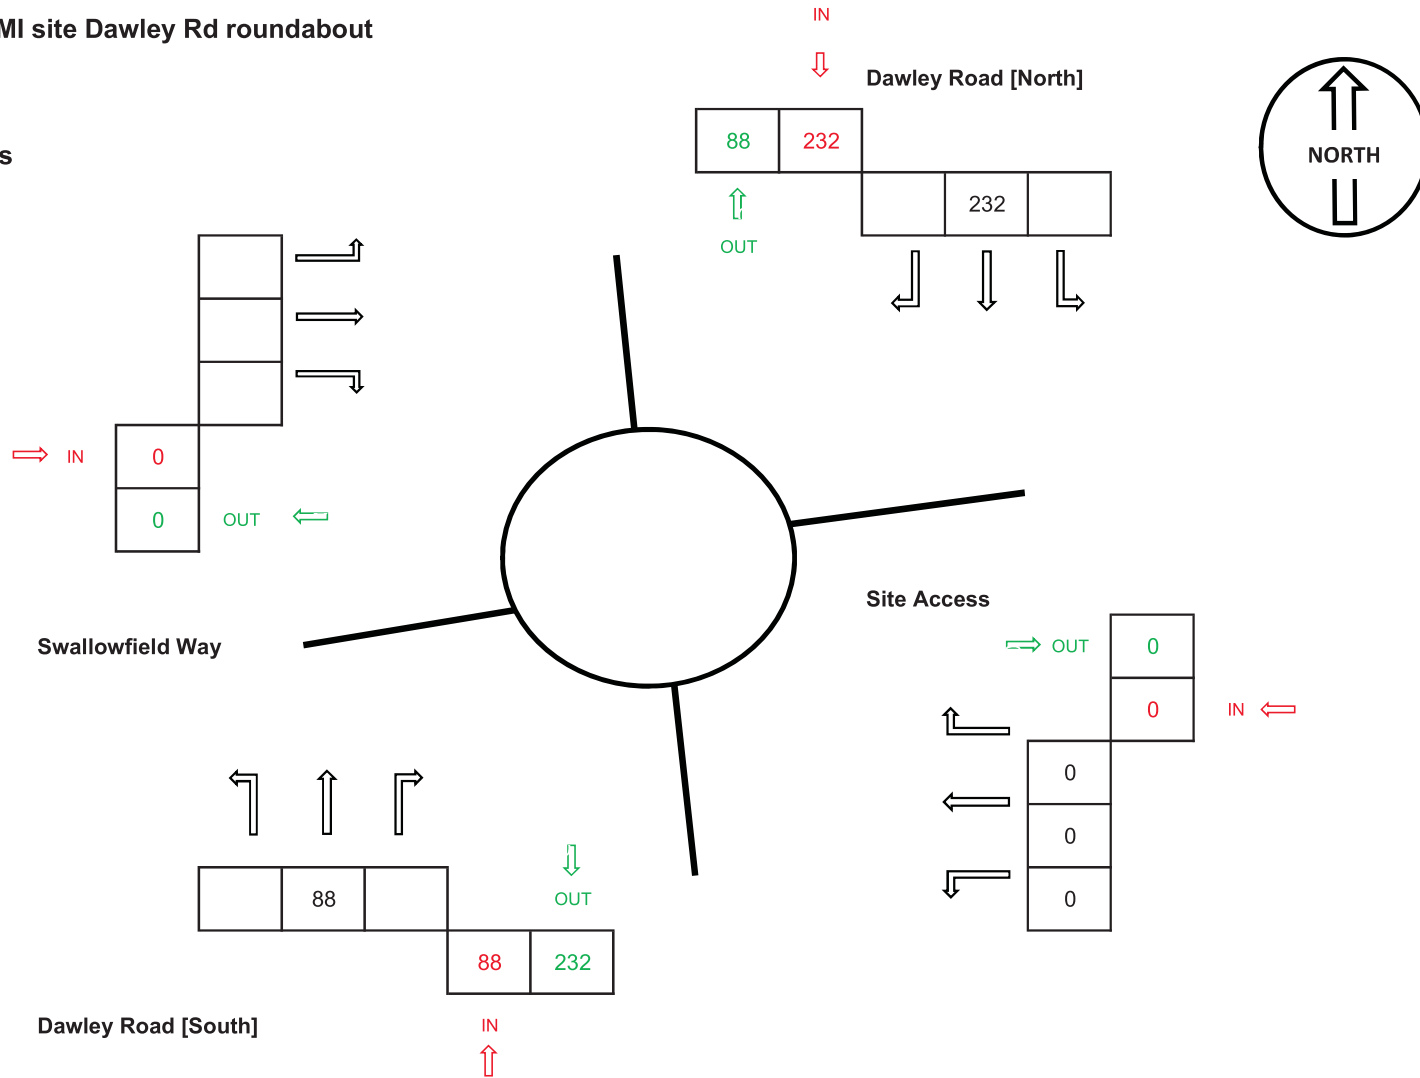 MI site Dawley Rd roundabout
IN
Dawley Road [North]
88 232
NORTH
s
232
OUT
IN 0
0 OUT
Site Access
Swallowfield Way
OUT 0
0 IN
0
0
0
88
OUT
88 232
Dawley Road [South]
IN